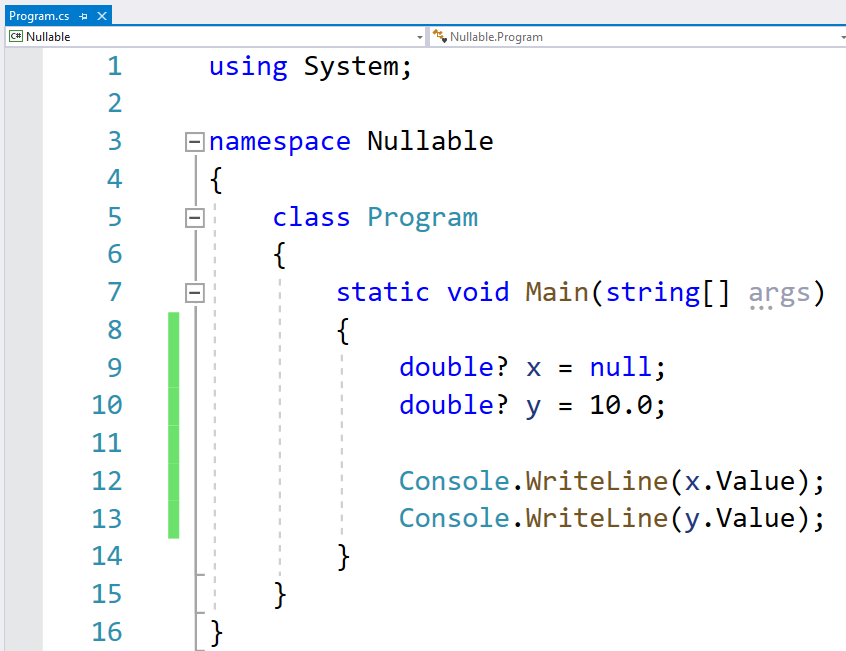 Program.cs
C# Nullable
Nullable.Program
1 using System;
2
3 namespace Nullable
4 {
5 class Program
6 {
7 static void Main(string[] args)
8 {
9 double? x = null;
10 double? y = 10.0;
11
12 Console.WriteLine(x.Value);
13 Console.WriteLine(y.Value);
14 }
15 }
16 }